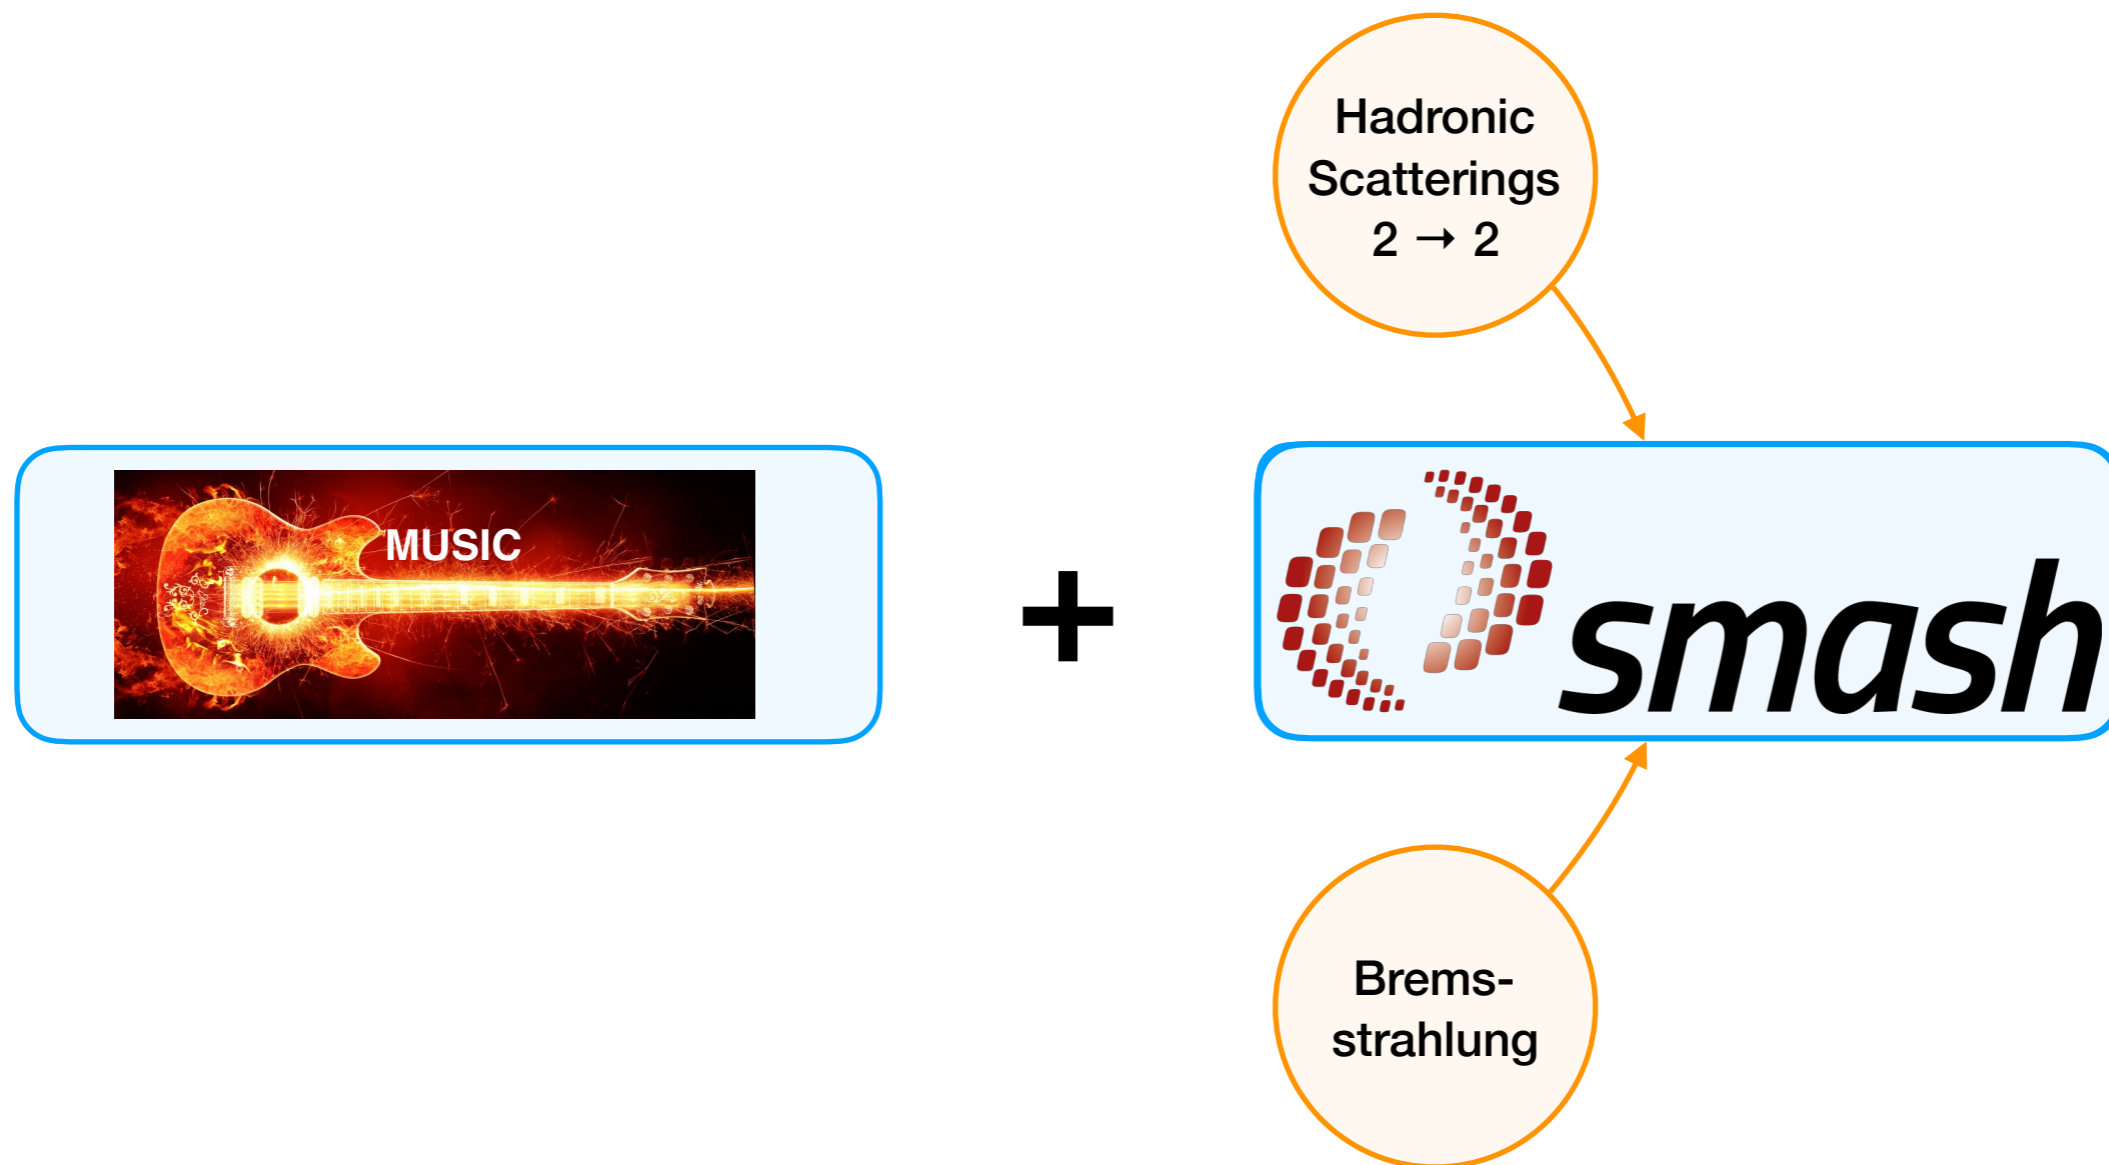 Hadronic
Scatterings
2 → 2
MUSIC
+
smash
Brems-
strahlung